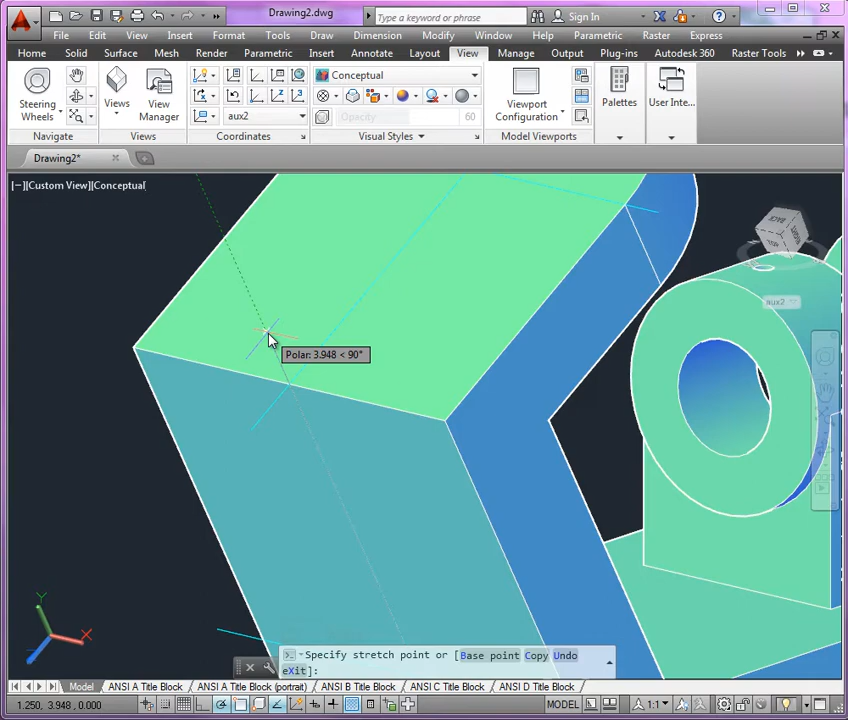 Drawing2.dwg
Type a keyword or phrase
Sign In
File Edit View Insert Format Tools Draw Dimension Modify Window Help Parametric Raster Express
Home Solid Surface Mesh Render Parametric Insert Annotate Layout View Manage Output Plug-ins Autodesk 360 Raster Tools
Steering Wheels
Views
View Manager
aux2
Conceptual
Opacity 60
Viewport Configuration
Palettes
User Inte...
Navigate Views Coordinates Visual Styles Model Viewports
Drawing2*
[−][Custom View][Conceptual]
BACK
TOP
aux2
Polar: 3.948 < 90°
Y
X
Specify stretch point or [Base point Copy Undo
eXit]:
Model ANSI A Title Block ANSI A Title Block (portrait) ANSI B Title Block ANSI C Title Block ANSI D Title Block
1.250, 3.948 , 0.000 MODEL 1:1